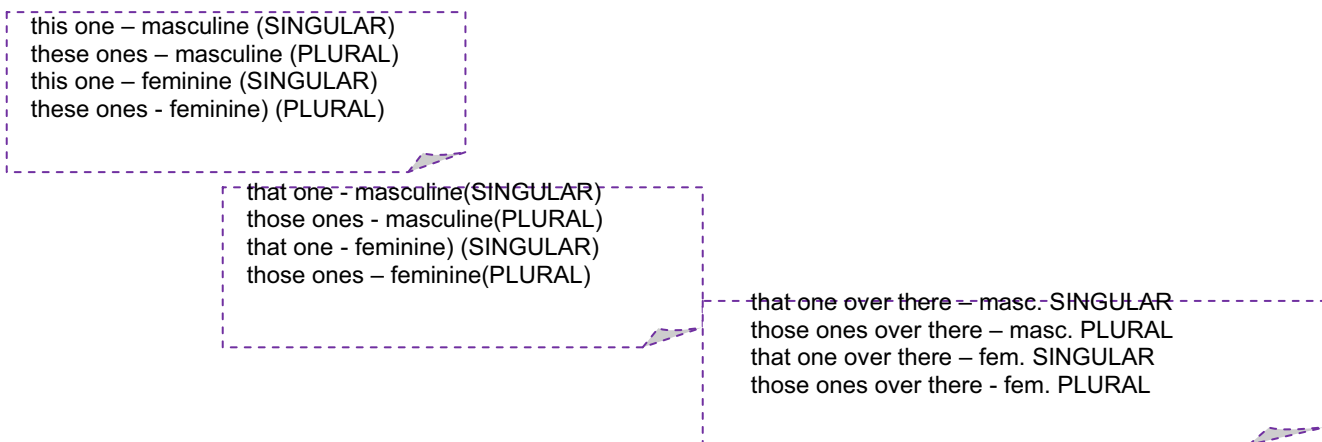 this one – masculine (SINGULAR)
these ones – masculine (PLURAL)
this one – feminine (SINGULAR)
these ones - feminine) (PLURAL)
that one - masculine(SINGULAR)
those ones - masculine(PLURAL)
that one - feminine) (SINGULAR)
those ones – feminine(PLURAL)
that one over there – masc. SINGULAR
those ones over there – masc. PLURAL
that one over there – fem. SINGULAR
those ones over there - fem. PLURAL